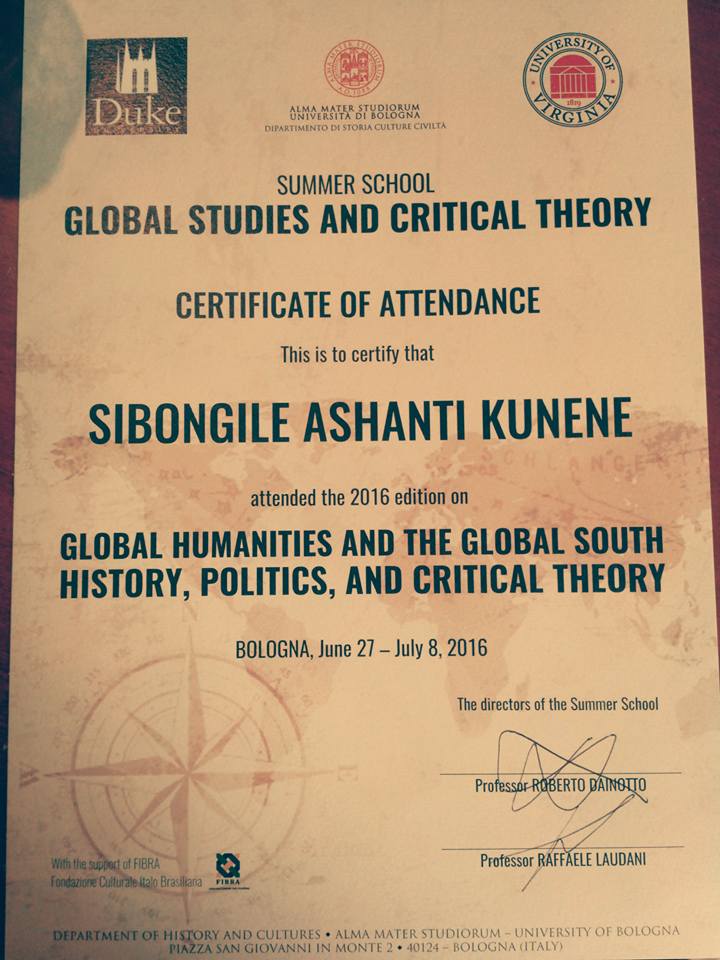 Duke
ALMA MATER STUDIORUM
A.D. 1088
ALMA MATER STUDIORUM
UNIVERSITÀ DI BOLOGNA
DIPARTIMENTO DI STORIA CULTURE CIVILTÀ
UNIVERSITY OF VIRGINIA
1819
SUMMER SCHOOL
GLOBAL STUDIES AND CRITICAL THEORY
CERTIFICATE OF ATTENDANCE
This is to certify that
SIBONGILE ASHANTI KUNENE
attended the 2016 edition on
GLOBAL HUMANITIES AND THE GLOBAL SOUTH
HISTORY, POLITICS, AND CRITICAL THEORY
BOLOGNA, June 27 – July 8, 2016
The directors of the Summer School
Professor ROBERTO DAINOTTO
Professor RAFFAELE LAUDANI
With the support of FIBRA
Fondazione Culturale Italo Brasiliana
FIBRA
DEPARTMENT OF HISTORY AND CULTURES • ALMA MATER STUDIORUM – UNIVERSITY OF BOLOGNA
PIAZZA SAN GIOVANNI IN MONTE 2 • 40124 – BOLOGNA (ITALY)